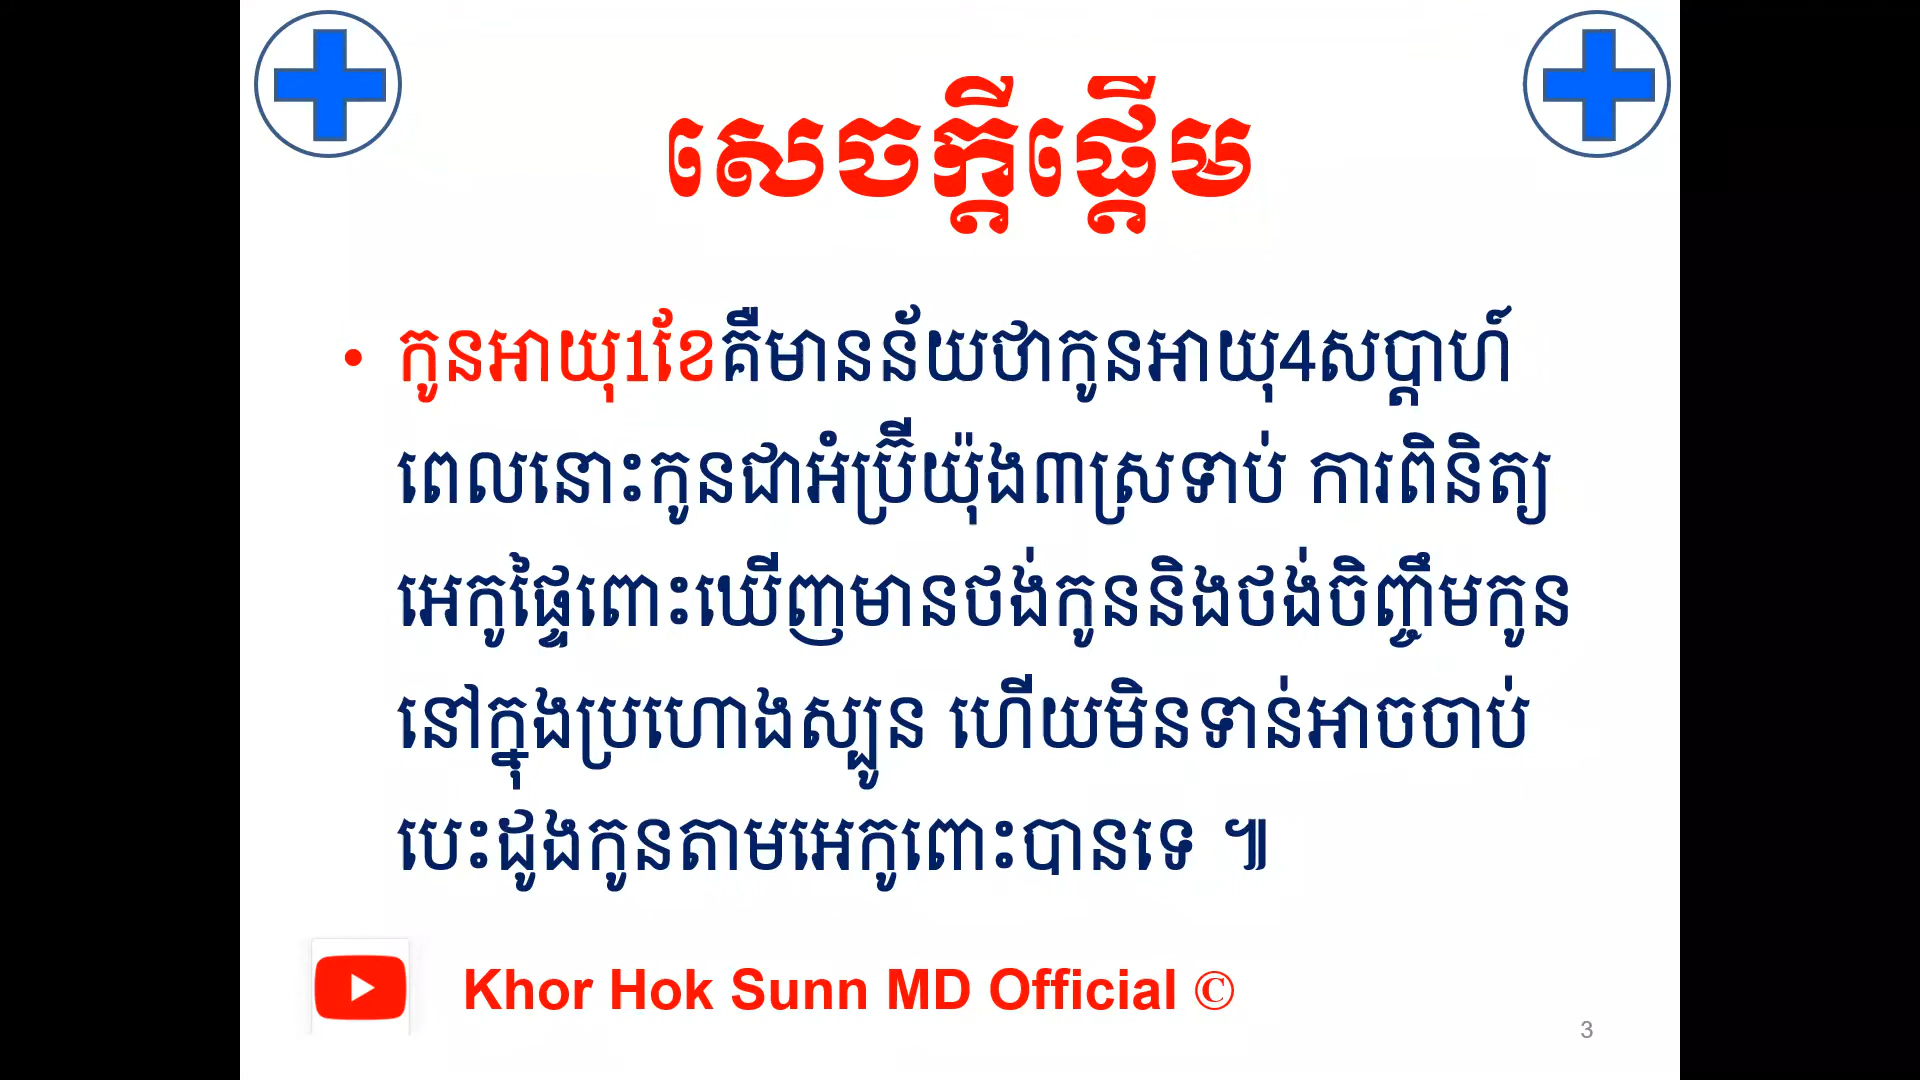 សេចក្តីផ្តើម
• កូនអាយុ1ខែគឺមានន័យថាកូនអាយុ4សប្តាហ៍
ពេលនោះកូនជាអំប្រ៊ីយ៉ុង៣ស្រទាប់ ការពិនិត្យ
អេកូផ្ទៃពោះឃើញមានថង់កូននិងថង់ចិញ្ចឹមកូន
នៅក្នុងប្រហោងស្បូន ហើយមិនទាន់អាចចាប់
បេះដូងកូនតាមអេកូពោះបានទេ ៕
Khor Hok Sunn MD Official ©
3